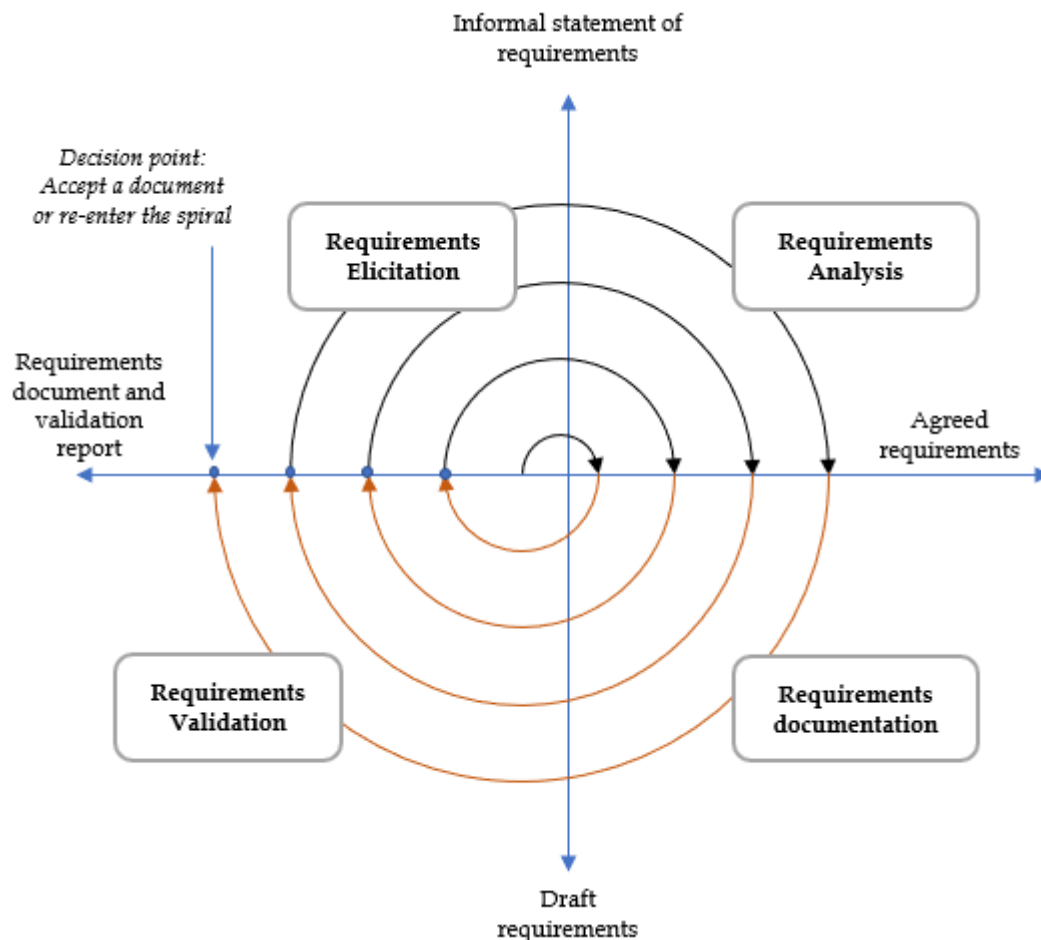 Informal statement of
requirements
Decision point:
Accept a document
or re-enter the spiral
Requirements
Elicitation
Requirements
Analysis
Requirements
document and
validation
report
Agreed
requirements
Requirements
Validation
Requirements
documentation
Draft
requirements